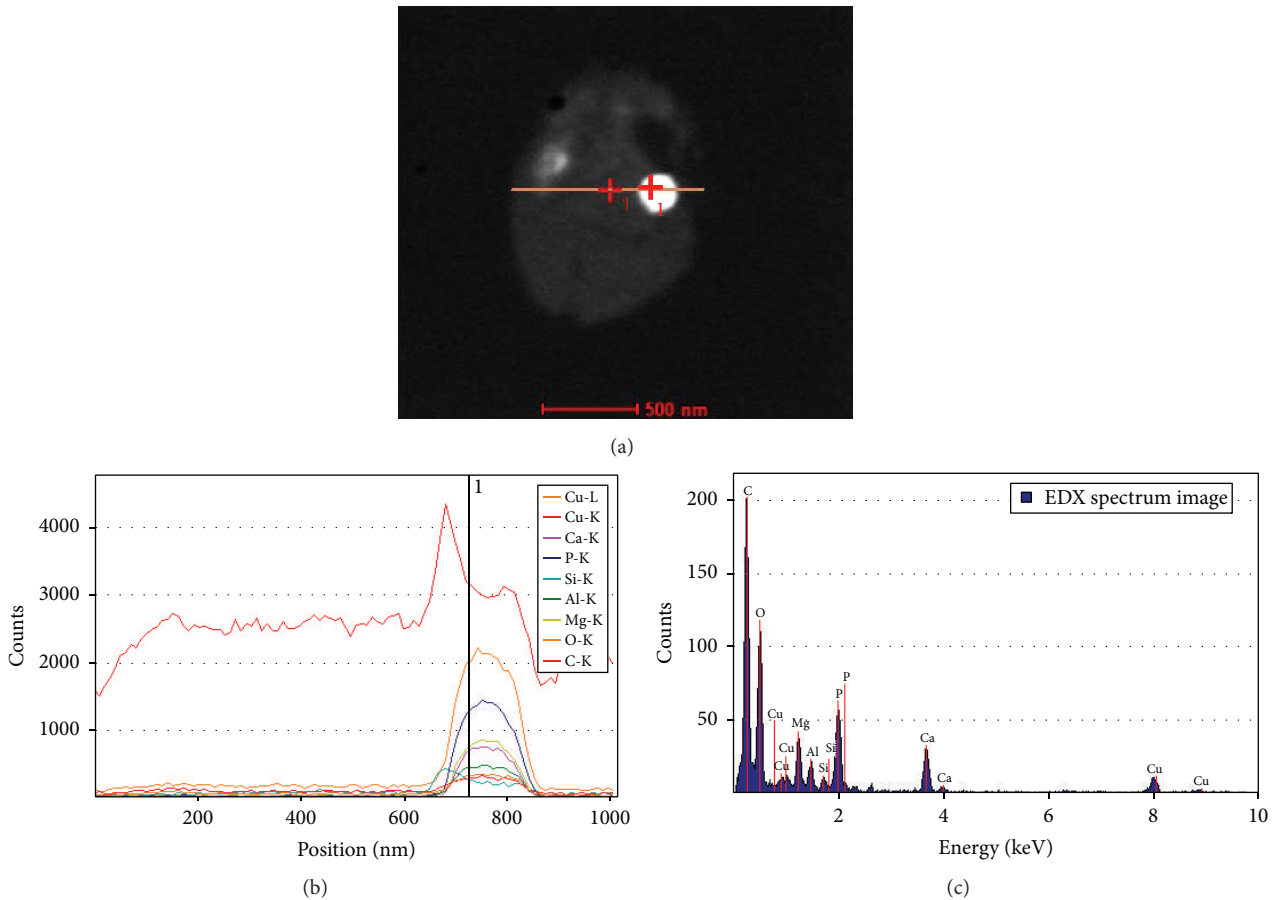 1
1
500 nm
(a)
1
Cu-L
Cu-K
Ca-K
P-K
Si-K
Al-K
Mg-K
O-K
C-K
4000
3000
2000
1000
Counts
200
400
600
800
1000
Position (nm)
(b)
EDX spectrum image
200
150
100
50
Counts
C
O
Cu
Cu
Cu
Mg
Al
Si
Si
P
P
Ca
Ca
Cu
Cu
2
4
6
8
10
Energy (keV)
(c)